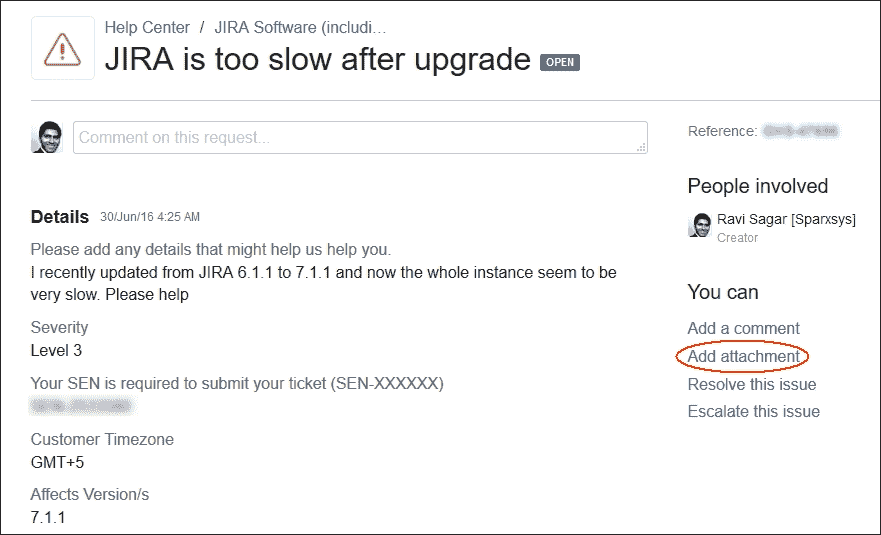 Help Center / JIRA Software (includi…
JIRA is too slow after upgrade OPEN
Comment on this request...
Reference:
People involved
Ravi Sagar [Sparxsys]
Creator
Details 30/Jun/16 4:25 AM
Please add any details that might help us help you.
I recently updated from JIRA 6.1.1 to 7.1.1 and now the whole instance seem to be
very slow. Please help
Severity
Level 3
Your SEN is required to submit your ticket (SEN-XXXXXX)
Customer Timezone
GMT+5
Affects Version/s
7.1.1
You can
Add a comment
Add attachment
Resolve this issue
Escalate this issue